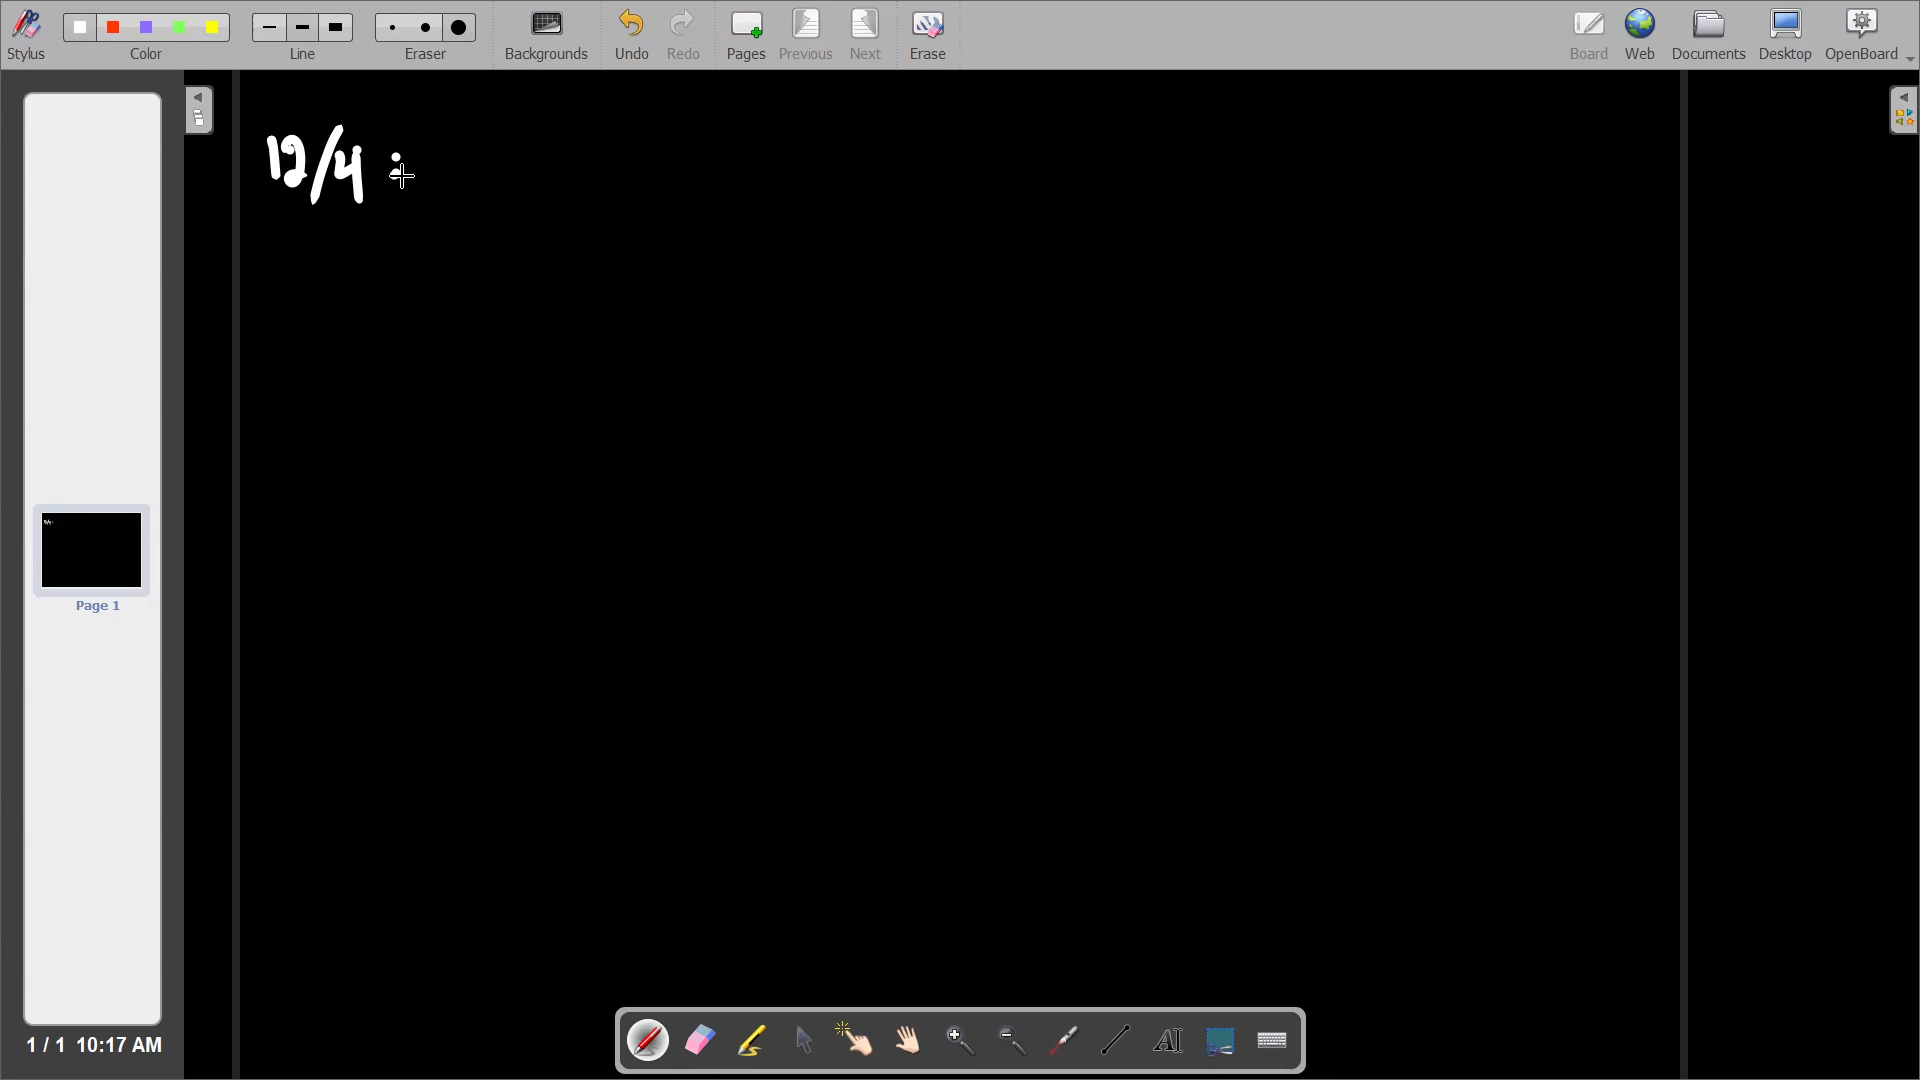 Stylus Color Line Eraser Backgrounds Undo Redo Pages Previous Next Erase Board Web Documents Desktop OpenBoard
12/4 :
Page 1
1 / 1 10:17 AM